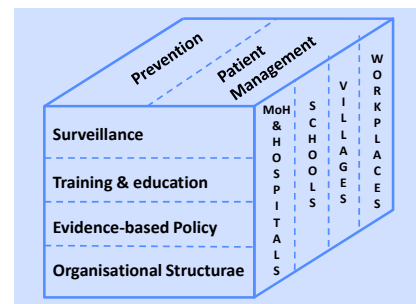 Prevention
Patient
Management
Surveillance
Training & education
Evidence-based Policy
Organisational Structurae
MoH & HOSPITALS
SCHOOLS
VILLAGES
WORKPLACES